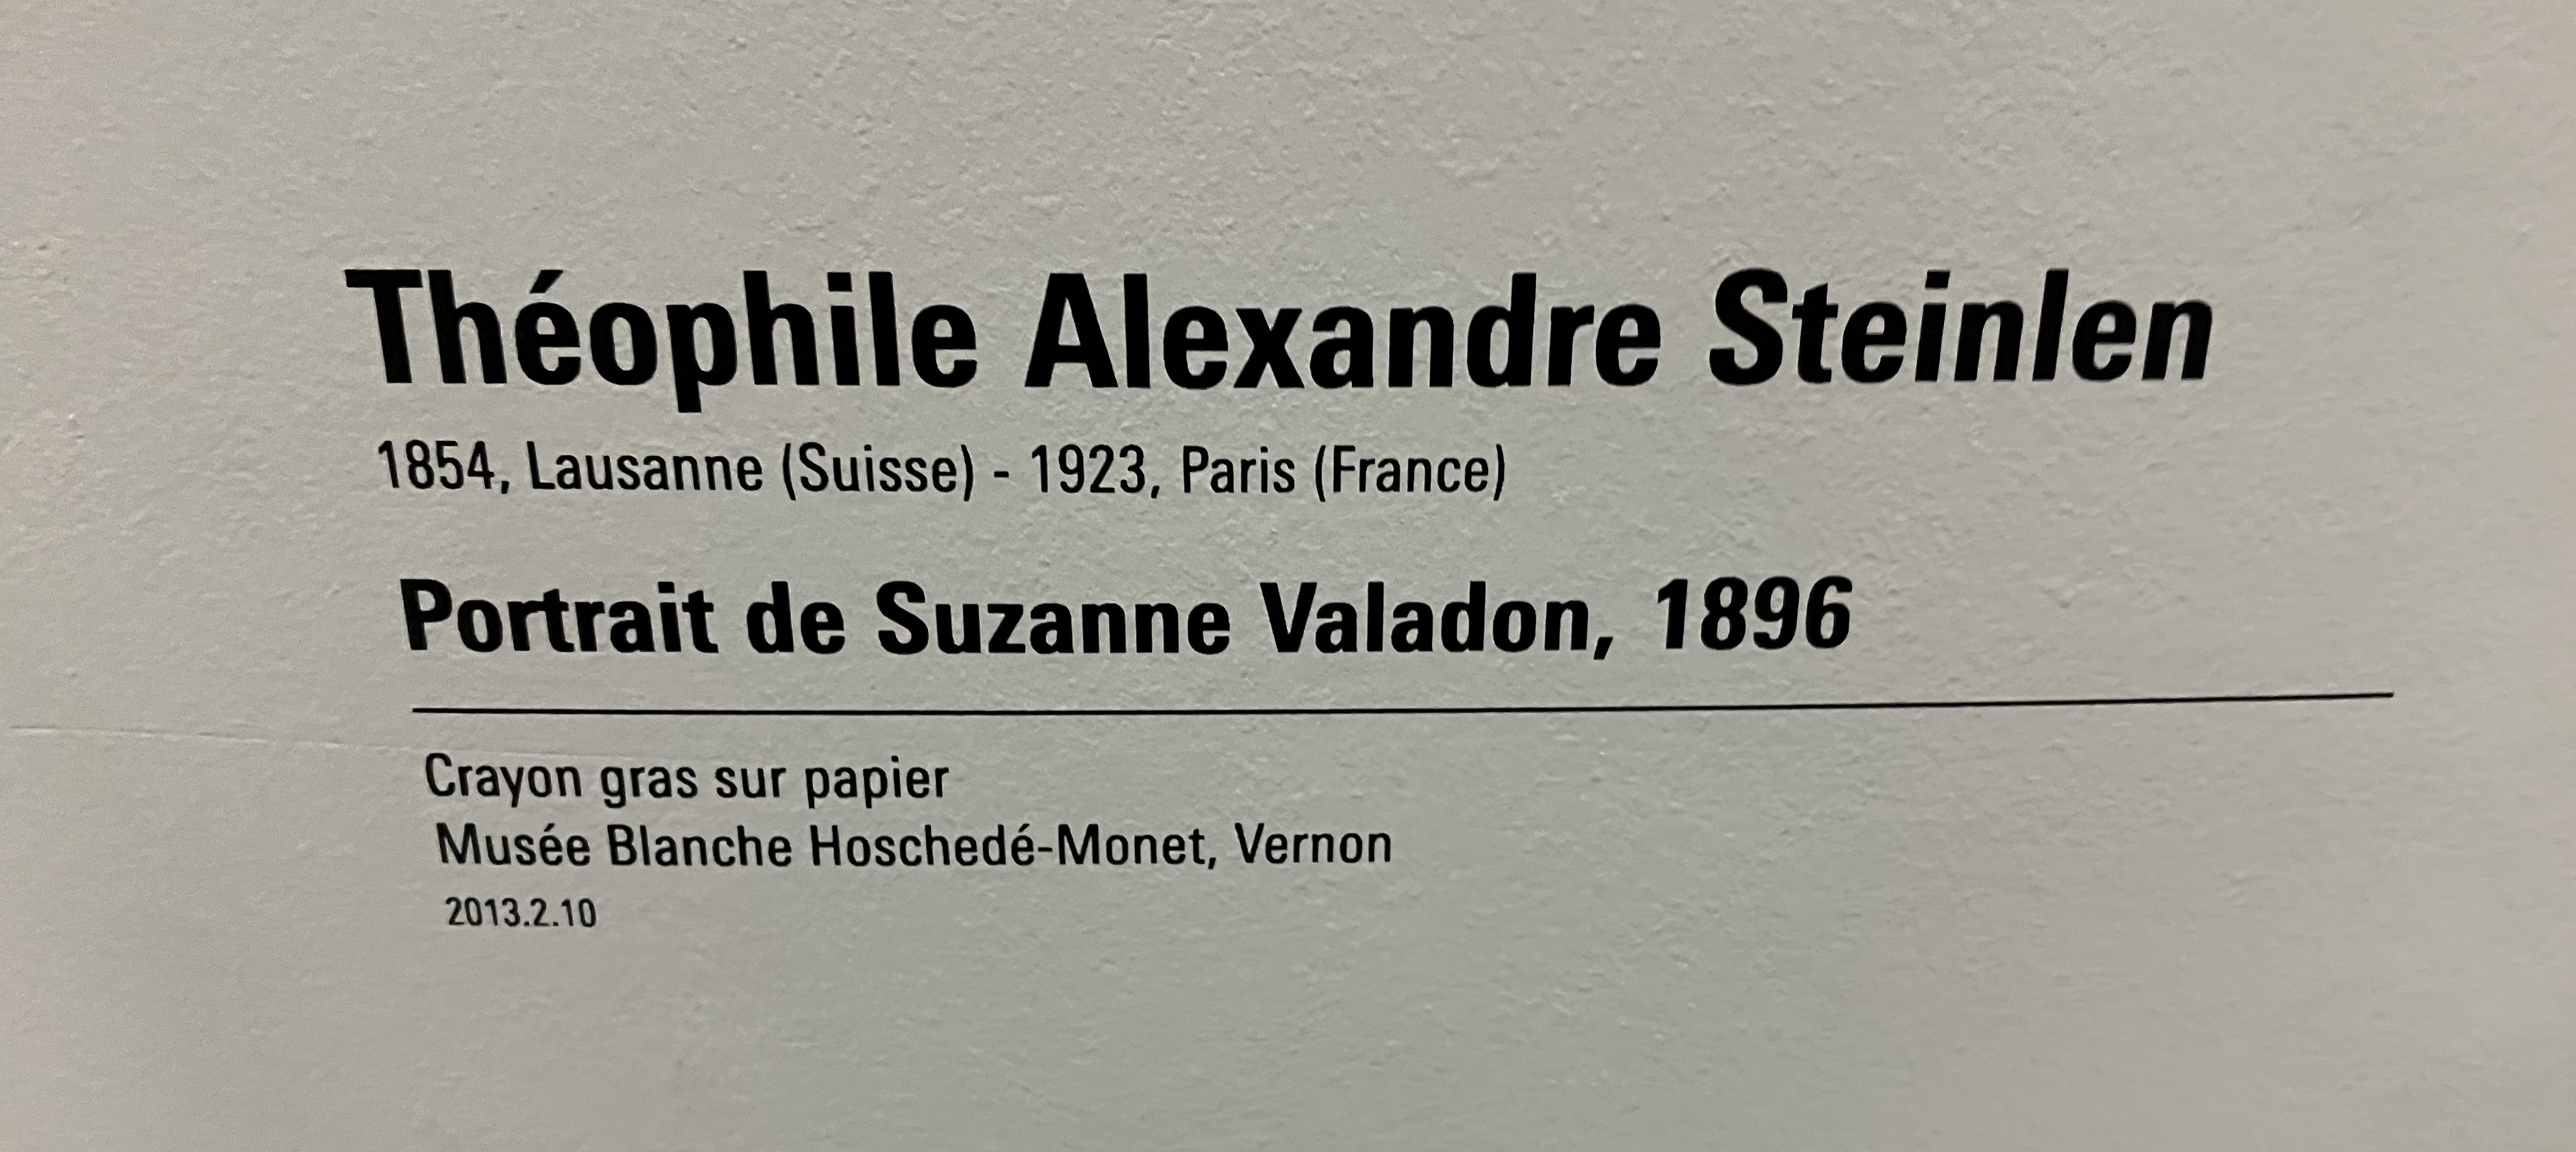 Théophile Alexandre Steinlen
1854, Lausanne (Suisse) - 1923, Paris (France)
Portrait de Suzanne Valadon, 1896
Crayon gras sur papier
Musée Blanche Hoschedé-Monet, Vernon
2013.2.10